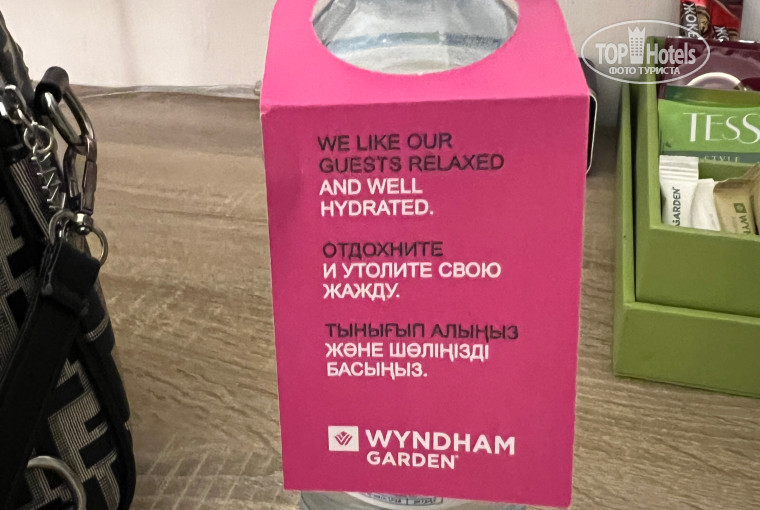 WE LIKE OUR
GUESTS RELAXED
AND WELL
HYDRATED.
ОТДОХНИТЕ
И УТОЛИТЕ СВОЮ
ЖАЖДУ.
ТЫНЫҒЫП АЛЫҢЫЗ
ЖӘНЕ ШӨЛІҢІЗДІ
БАСЫҢЫЗ.
WYNDHAM
GARDEN
TOP Hotels
ФОТО ТУРИСТА
TESS
STYLE
GARDEN